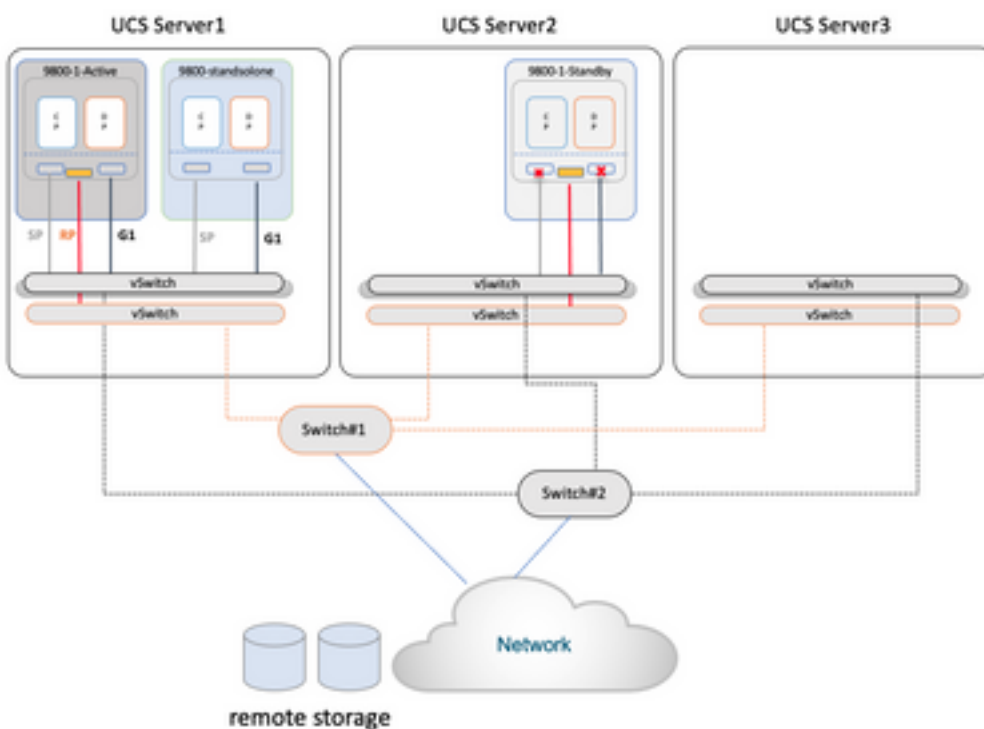 UCS Server1
UCS Server2
UCS Server3
9800-1-Active
9800-standsolone
9800-1-Standby
C
P
D
P
C
P
D
P
C
P
D
P
SP
RP
G1
SP
G1
vSwitch
vSwitch
vSwitch
vSwitch
vSwitch
vSwitch
Switch#1
Switch#2
Network
remote storage